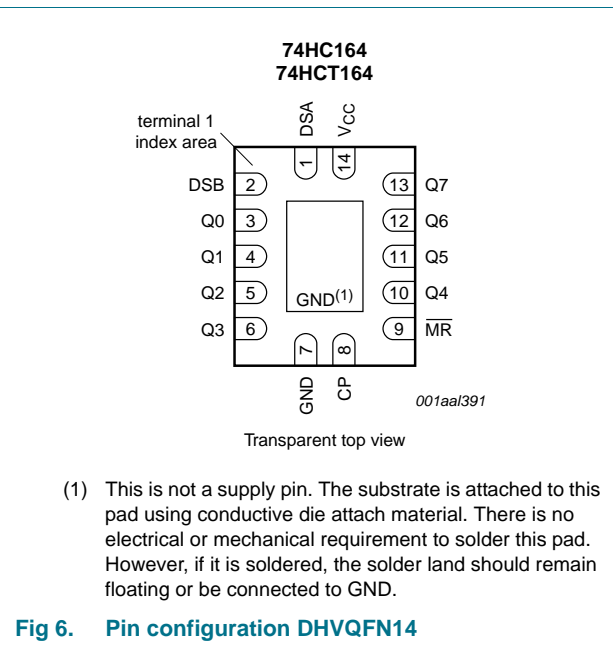 74HC164
74HCT164
terminal 1
index area
DSA
VCC
1
14
DSB 2
13 Q7
Q0 3
12 Q6
Q1 4
11 Q5
Q2 5
10 Q4
Q3 6
9 MR
GND(1)
7
8
GND
CP
001aal391
Transparent top view
(1) This is not a supply pin. The substrate is attached to this
pad using conductive die attach material. There is no
electrical or mechanical requirement to solder this pad.
However, if it is soldered, the solder land should remain
floating or be connected to GND.
Fig 6. Pin configuration DHVQFN14